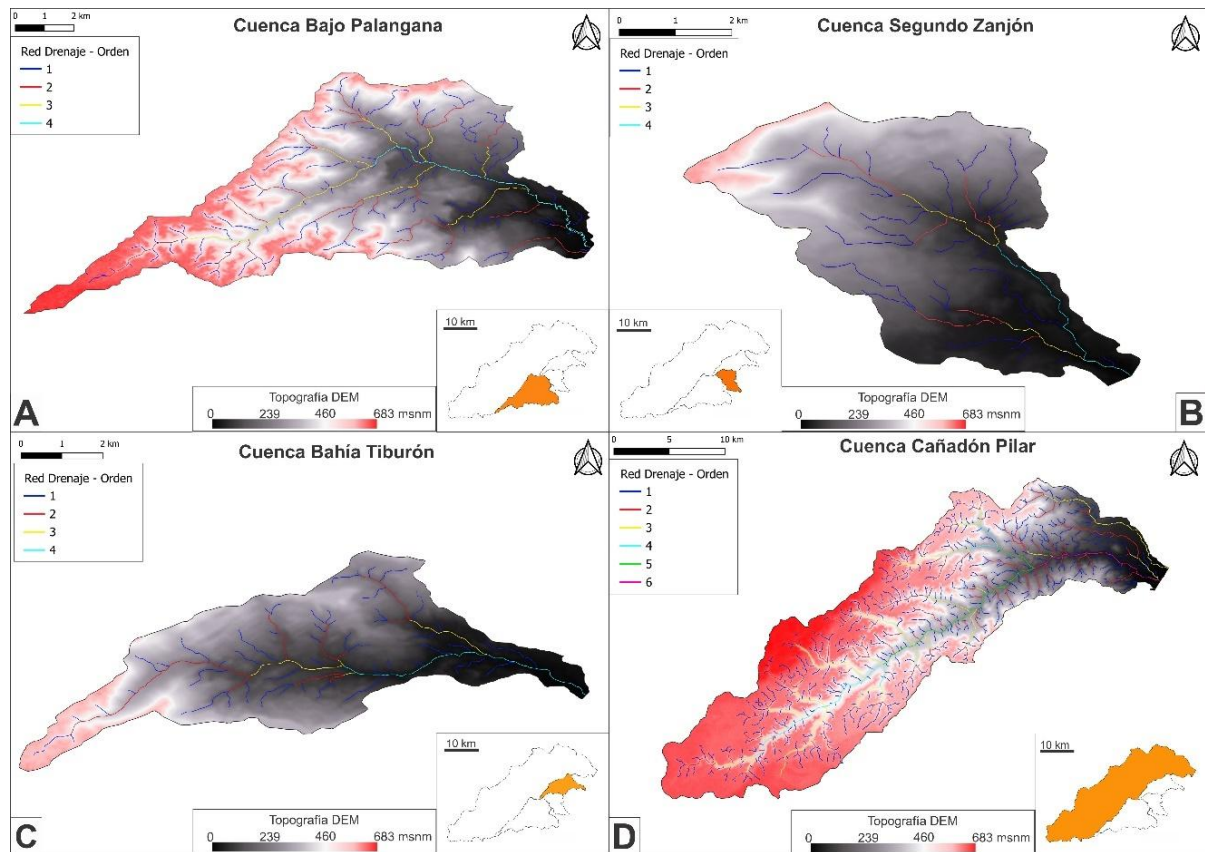 0 1 2 km
Cuenca Bajo Palangana
Red Drenaje - Orden
1
2
3
4
10 km
Topografía DEM
0 239 460 683 msnm
A
0 1 2 km
Cuenca Segundo Zanjón
Red Drenaje - Orden
1
2
3
4
10 km
Topografía DEM
0 239 460 683 msnm
B
0 1 2 km
Cuenca Bahía Tiburón
Red Drenaje - Orden
1
2
3
4
10 km
Topografía DEM
0 239 460 683 msnm
C
0 5 10 km
Cuenca Cañadón Pilar
Red Drenaje - Orden
1
2
3
4
5
6
10 km
Topografía DEM
0 239 460 683 msnm
D